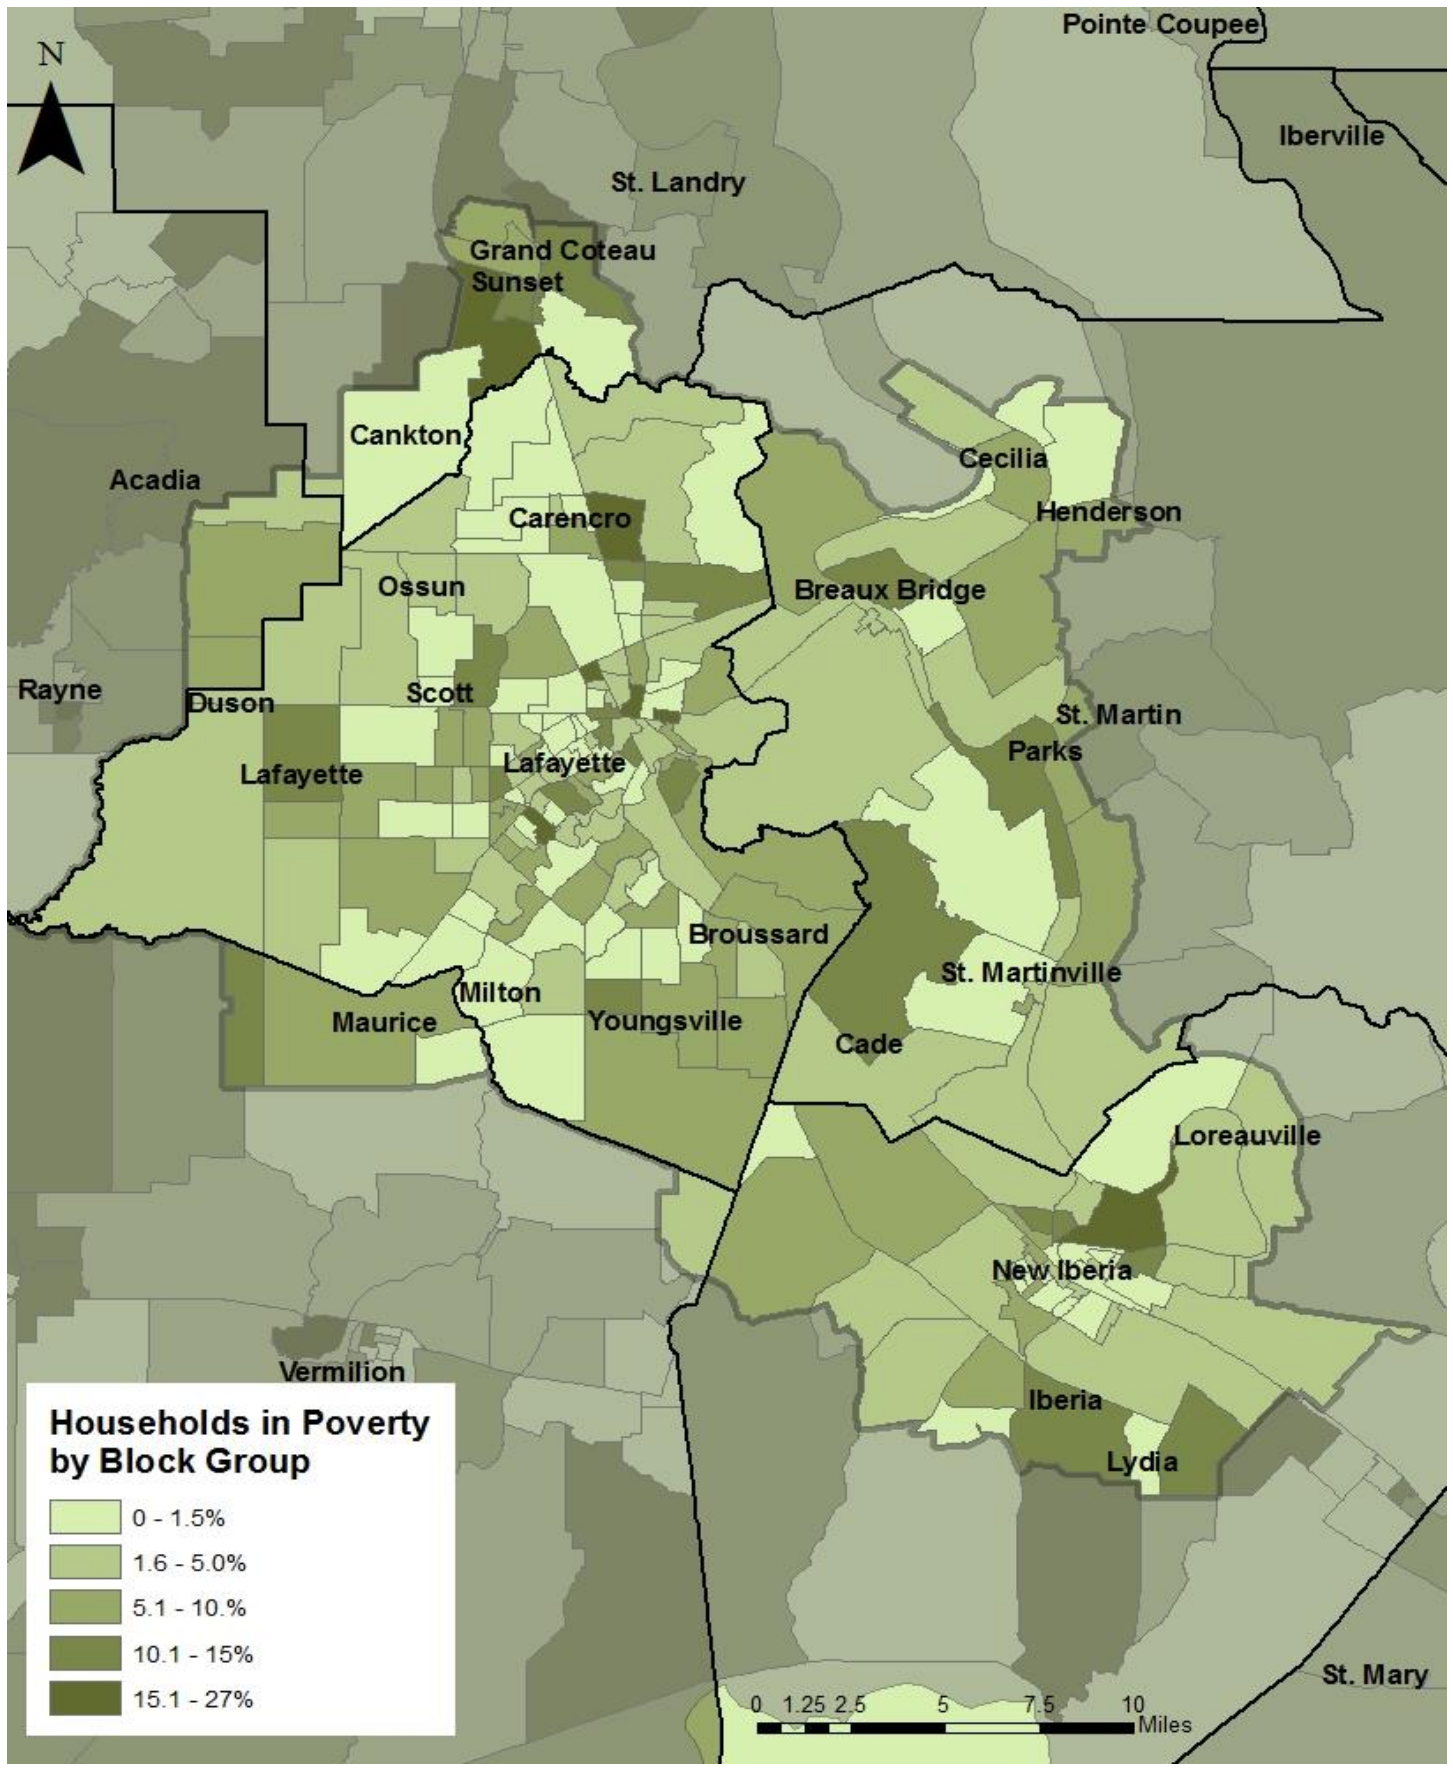 Pointe Coupee
N
Iberville
St. Landry
Grand Coteau
Sunset
Cankton
Cecilia
Acadia
Henderson
Carencro
Ossun
Breaux Bridge
Rayne
Scott
Duson
St. Martin
Parks
Lafayette
Lafayette
Broussard
St. Martinville
Milton
Maurice
Youngsville
Cade
Loreauville
New Iberia
Vermilion
Iberia
Lydia
Households in Poverty
by Block Group
0 - 1.5%
1.6 - 5.0%
5.1 - 10.%
10.1 - 15%
15.1 - 27%
St. Mary
0 1.25 2.5 5 7.5 10
Miles